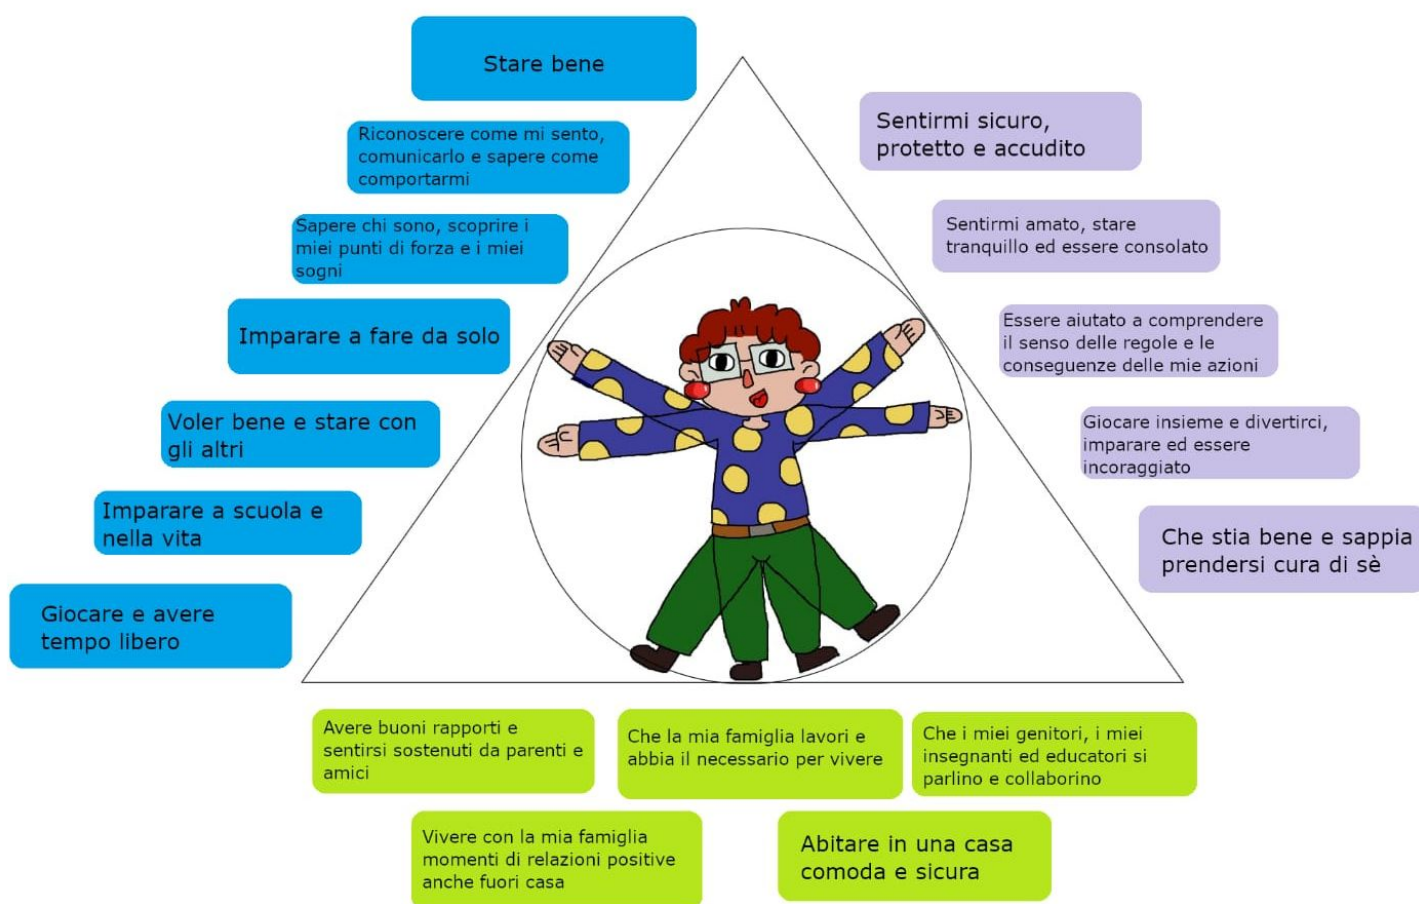 Stare bene
Riconoscere come mi sento,
comunicarlo e sapere come
comportarmi
Sapere chi sono, scoprire i
miei punti di forza e i miei
sogni
Imparare a fare da solo
Voler bene e stare con
gli altri
Imparare a scuola e
nella vita
Giocare e avere
tempo libero
Sentirmi sicuro,
protetto e accudito
Sentirmi amato, stare
tranquillo ed essere consolato
Essere aiutato a comprendere
il senso delle regole e le
conseguenze delle mie azioni
Giocare insieme e divertirci,
imparare ed essere
incoraggiato
Che stia bene e sappia
prendersi cura di sè
Avere buoni rapporti e
sentirsi sostenuti da parenti e
amici
Che la mia famiglia lavori e
abbia il necessario per vivere
Che i miei genitori, i miei
insegnanti ed educatori si
parlino e collaborino
Vivere con la mia famiglia
momenti di relazioni positive
anche fuori casa
Abitare in una casa
comoda e sicura